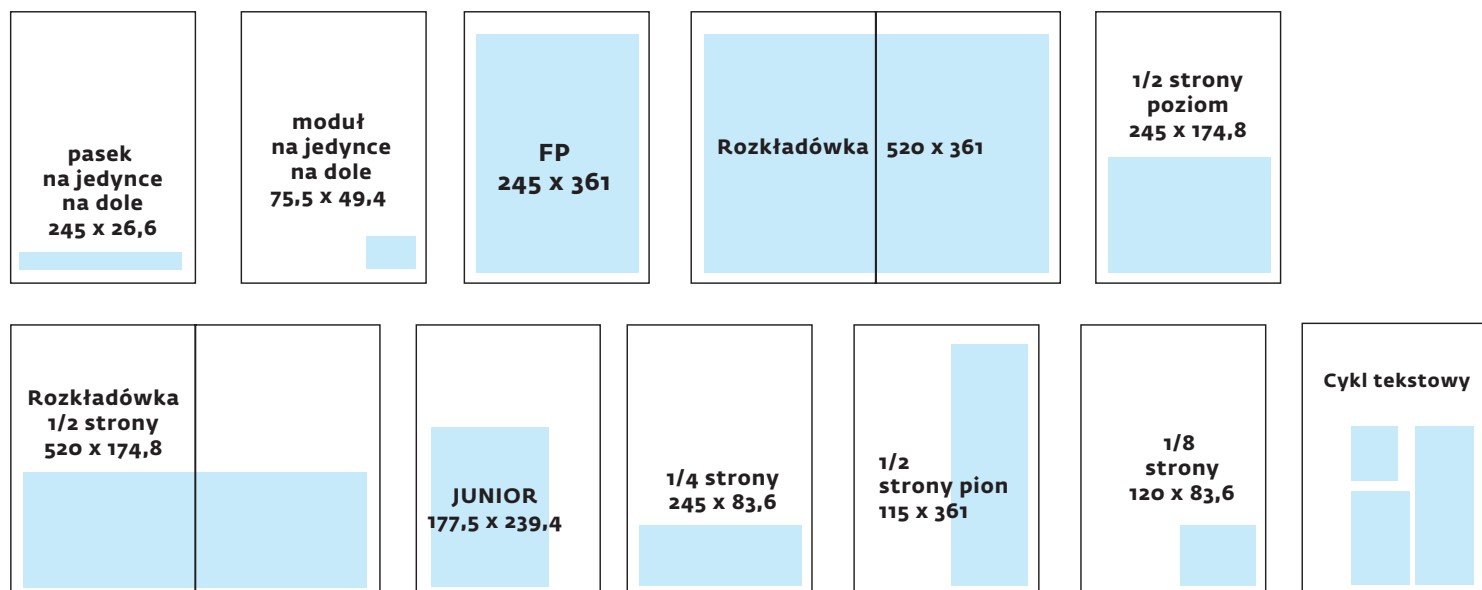 pasek
na jedynce
na dole
245 x 26,6
moduł
na jedynce
na dole
75,5 x 49,4
FP
245 x 361
Rozkładówka 520 x 361
1/2 strony
poziom
245 x 174,8
Rozkładówka
1/2 strony
520 x 174,8
JUNIOR
177,5 x 239,4
1/4 strony
245 x 83,6
1/2
strony pion
115 x 361
1/8
strony
120 x 83,6
Cykl tekstowy